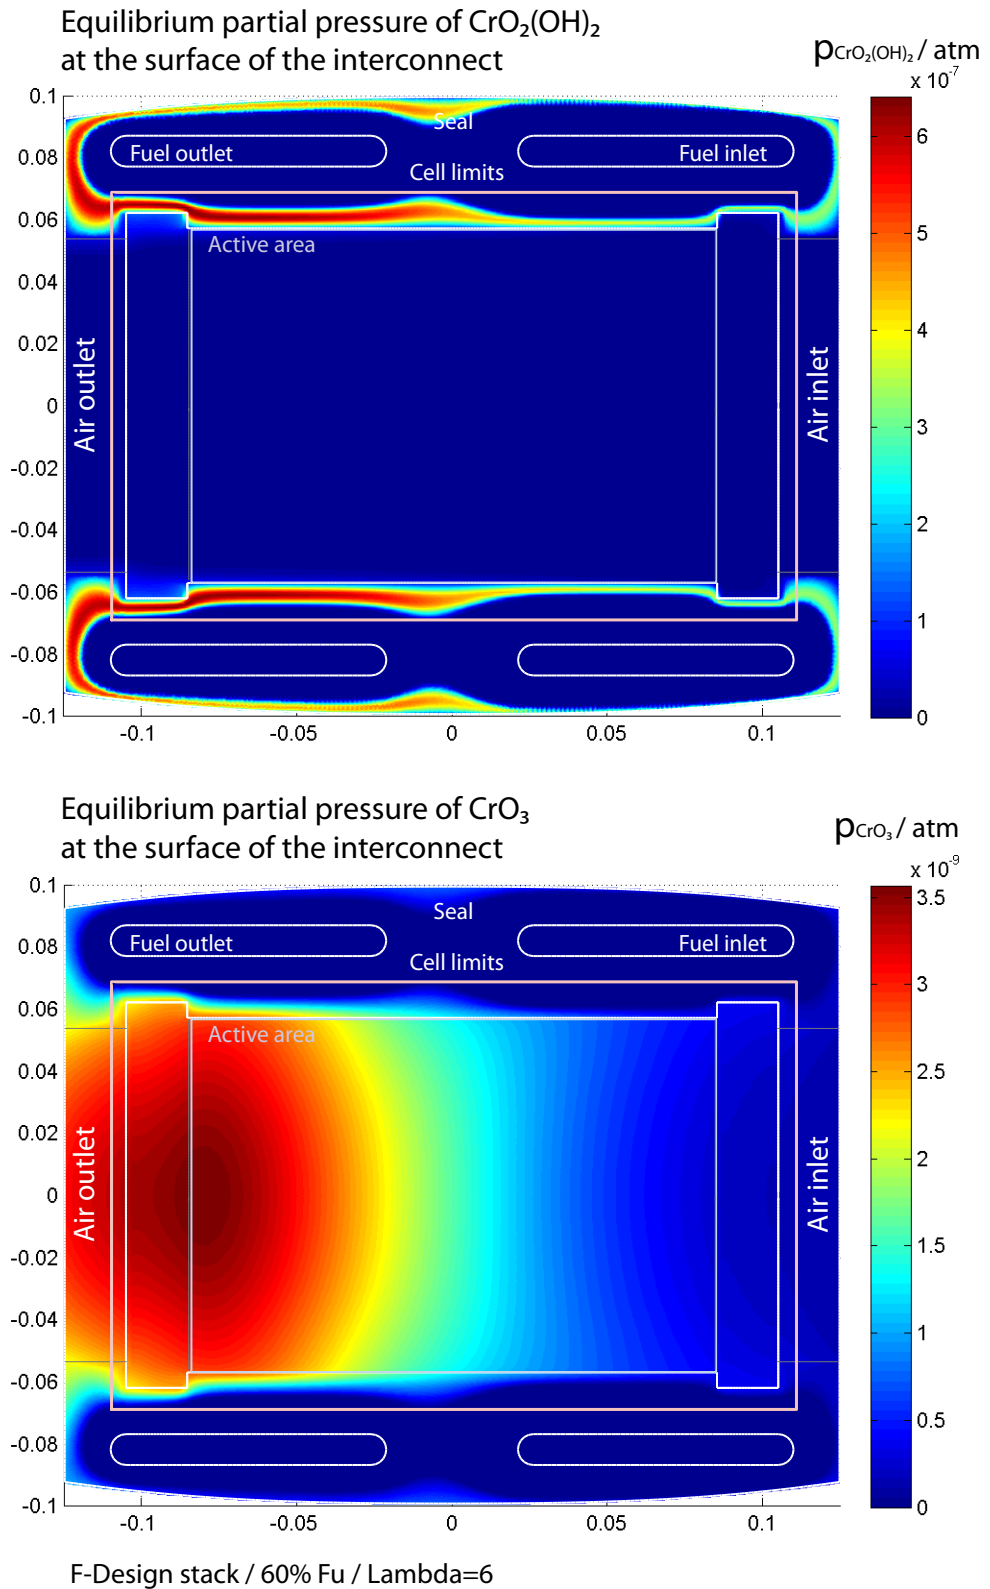 Equilibrium partial pressure of CrO₂(OH)₂
at the surface of the interconnect
pCrO₂(OH)₂ / atm
x 10⁻⁷
0.1
0.08
0.06
0.04
0.02
0
-0.02
-0.04
-0.06
-0.08
-0.1
Seal
Fuel outlet
Fuel inlet
Cell limits
Active area
Air outlet
Air inlet
6
5
4
3
2
1
0
-0.1
-0.05
0
0.05
0.1
Equilibrium partial pressure of CrO₃
at the surface of the interconnect
pCrO₃ / atm
x 10⁻⁹
0.1
0.08
0.06
0.04
0.02
0
-0.02
-0.04
-0.06
-0.08
-0.1
Seal
Fuel outlet
Fuel inlet
Cell limits
Active area
Air outlet
Air inlet
3.5
3
2.5
2
1.5
1
0.5
0
-0.1
-0.05
0
0.05
0.1
F-Design stack / 60% Fu / Lambda=6